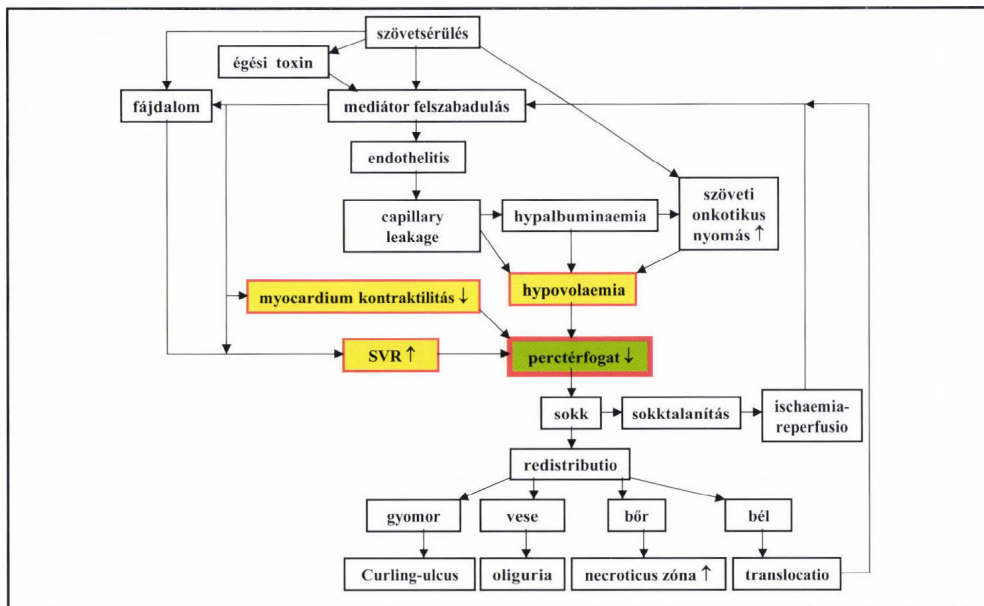 szövetsérülés
égési toxin
fájdalom
mediátor felszabadulás
endothelitis
szöveti
onkotikus
nyomás ↑
capillary
leakage
hypalbuminaemia
myocardium kontraktilitás ↓
hypovolaemia
SVR ↑
perctérfogat ↓
sokk
sokktalanítás
ischaemia-
reperfusio
redistributio
gyomor
vese
bőr
bél
Curling-ulcus
oliguria
necroticus zóna ↑
translocatio